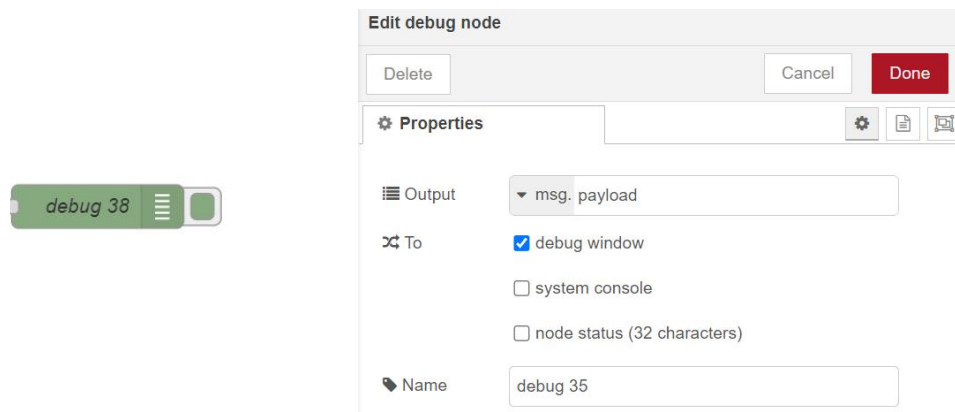 Edit debug node
Delete
Cancel
Done
Properties
debug 38
Output
msg. payload
To
debug window
system console
node status (32 characters)
Name
debug 35